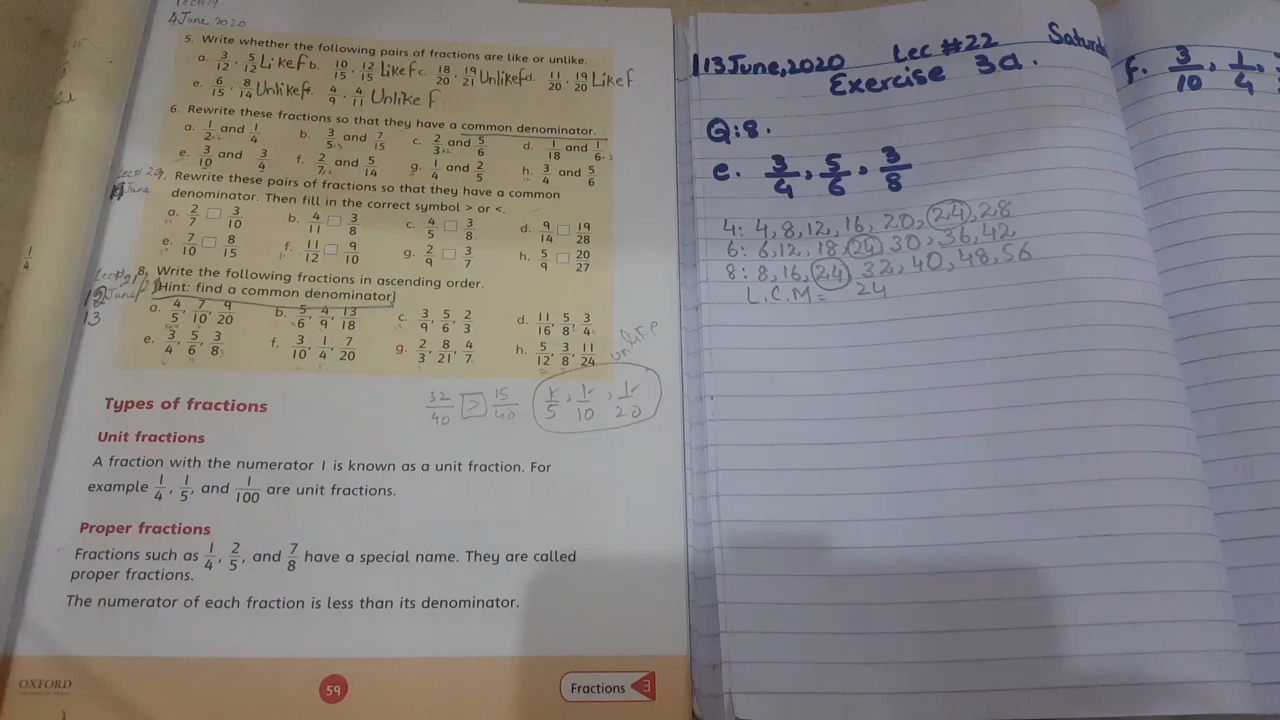 4 June, 2020
5. Write whether the following pairs of fractions are like or unlike.
a. 3/12, 5/12 Like f b. 10/15, 12/15 Like f c. 18/20, 19/21 Unlike f d. 11/20, 19/20 Like f
e. 6/15, 8/14 Unlike f f. 4/9, 4/11 Unlike f
6. Rewrite these fractions so that they have a common denominator.
a. 1/2 and 1/4 b. 3/5 and 7/15 c. 2/3 and 5/6 d. 1/18 and 1/6
e. 3/10 and 3/4 f. 2/7 and 5/14 g. 1/4 and 2/5 h. 3/4 and 5/6
7. Rewrite these pairs of fractions so that they have a common
denominator. Then fill in the correct symbol > or <.
a. 2/7 □ 3/10 b. 4/11 □ 3/8 c. 4/5 □ 3/8 d. 9/14 □ 19/28
e. 7/10 □ 8/15 f. 11/12 □ 9/10 g. 2/9 □ 3/7 h. 5/9 □ 20/27
8. Write the following fractions in ascending order.
[Hint: find a common denominator]
12 June
13
a. 4/5, 7/10, 9/20 b. 5/6, 4/9, 13/18 c. 3/9, 5/6, 2/3 d. 11/16, 5/8, 3/4
e. 3/4, 5/6, 3/8 f. 3/10, 1/4, 7/20 g. 2/3, 8/21, 4/7 h. 5/12, 3/8, 11/24
32/40 > 15/40 1/5, 1/10, 1/20
Types of fractions
Unit fractions
A fraction with the numerator 1 is known as a unit fraction. For
example 1/4, 1/5, and 1/100 are unit fractions.
Proper fractions
Fractions such as 1/4, 2/5, and 7/8 have a special name. They are called
proper fractions.
The numerator of each fraction is less than its denominator.
OXFORD
UNIVERSITY PRESS
59
Fractions 3
1/4
13 June, 2020 Lec #22
Exercise 3a.
Q:8.
e. 3/4, 5/6, 3/8
4: 4, 8, 12, 16, 20, 24, 28
6: 6, 12, 18, 24, 30, 36, 42
8: 8, 16, 24, 32, 40, 48, 56
L.C.M = 24
f. 3/10, 1/4,